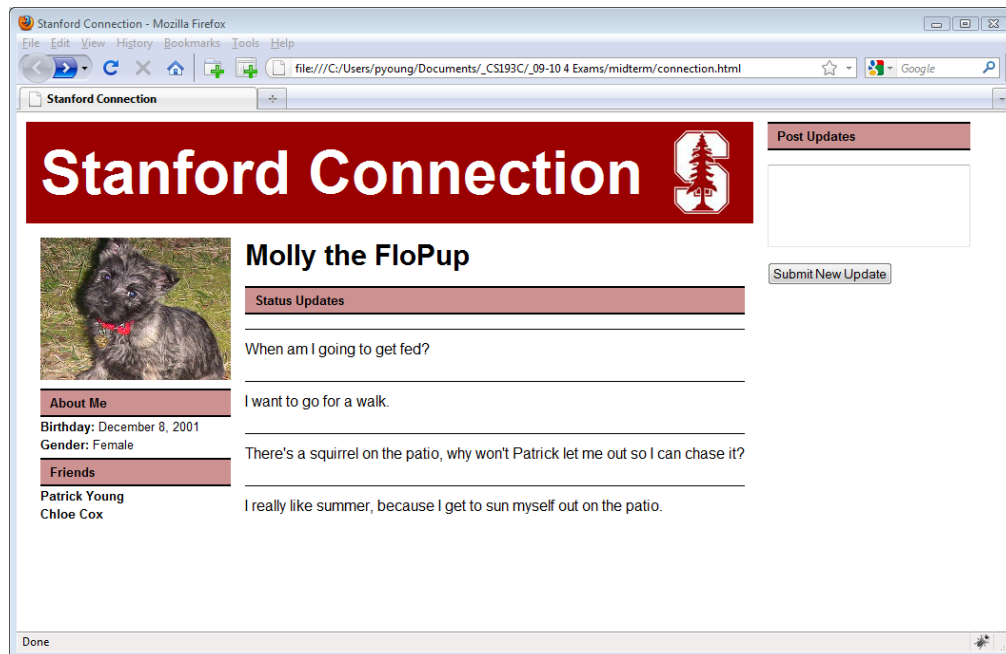 Stanford Connection - Mozilla Firefox
File Edit View History Bookmarks Tools Help
file:///C:/Users/pyoung/Documents/_CS193C/_09-10 4 Exams/midterm/connection.html
Google
Stanford Connection
Stanford Connection
S
Post Updates
Submit New Update
Molly the FloPup
Status Updates
When am I going to get fed?
I want to go for a walk.
There's a squirrel on the patio, why won't Patrick let me out so I can chase it?
I really like summer, because I get to sun myself out on the patio.
About Me
Birthday: December 8, 2001
Gender: Female
Friends
Patrick Young
Chloe Cox
Done